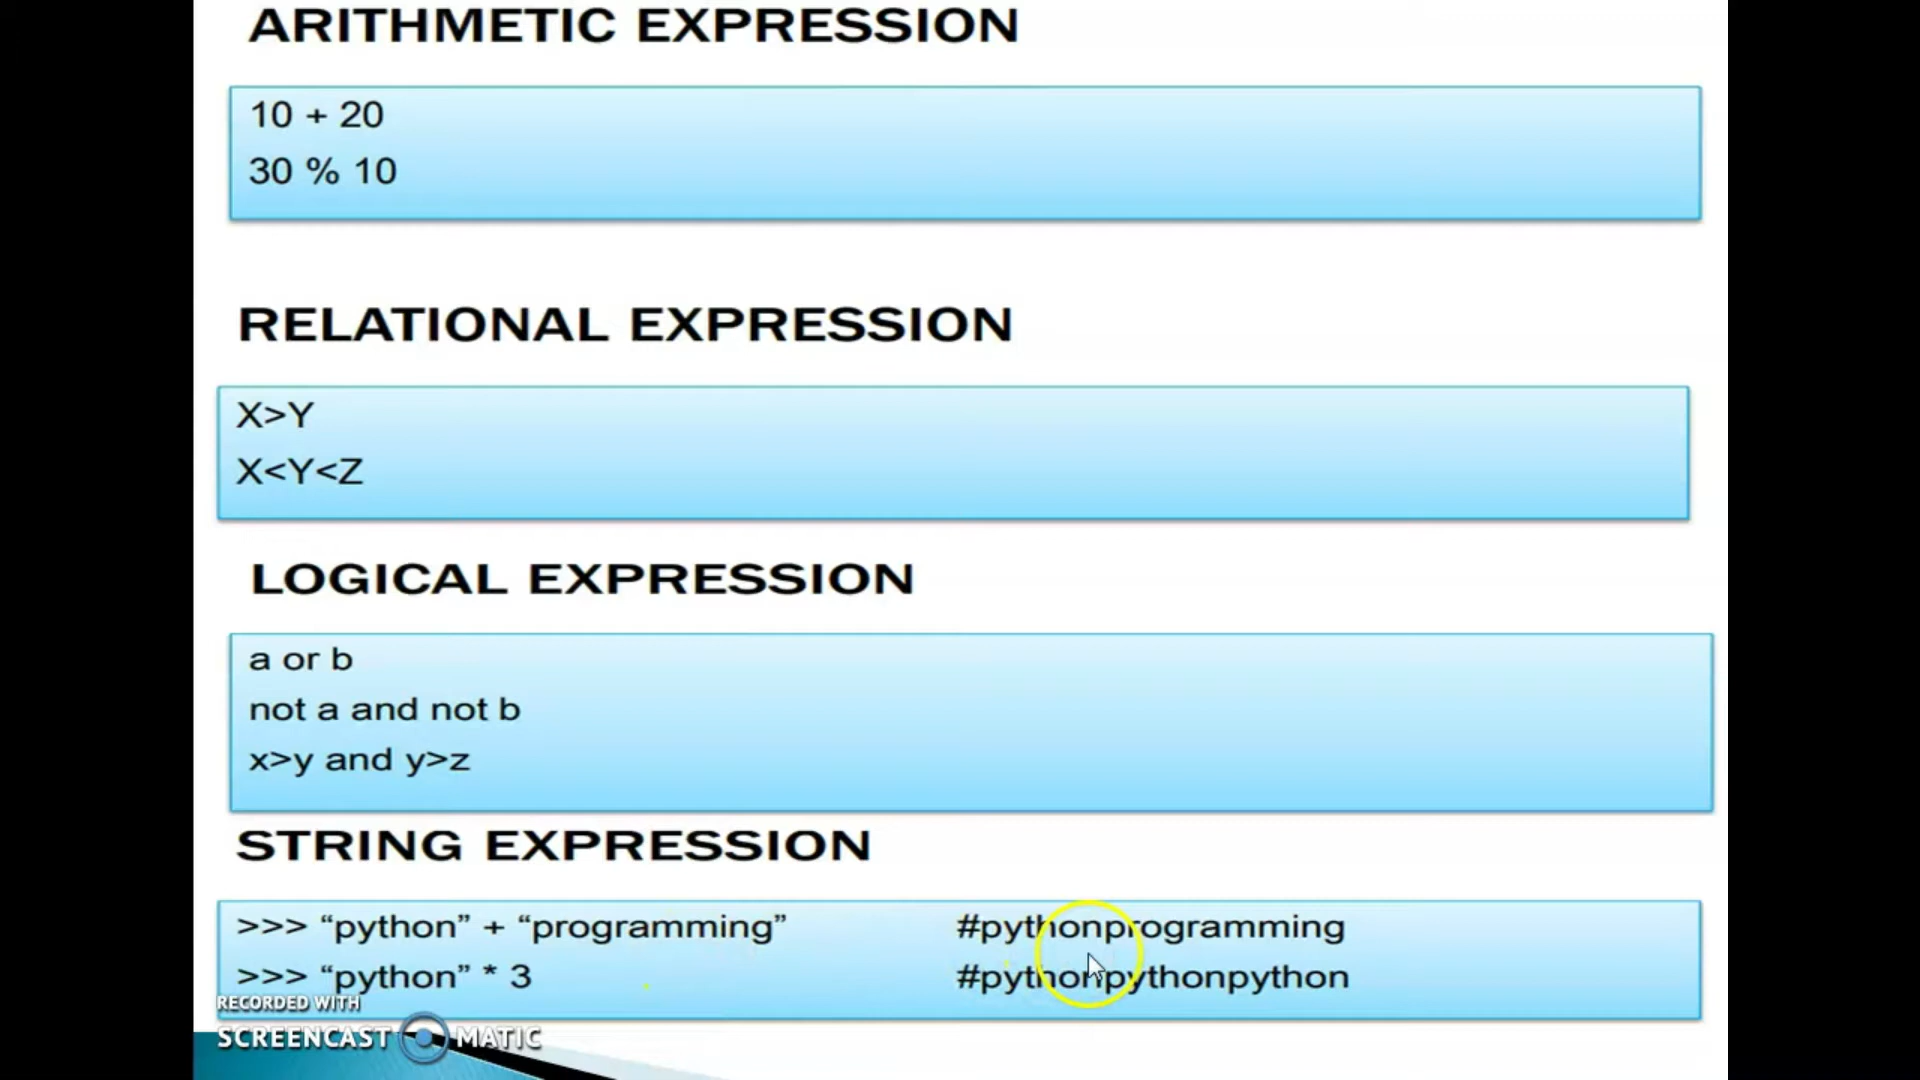 ARITHMETIC EXPRESSION
10 + 20
30 % 10
RELATIONAL EXPRESSION
X>Y
X<Y<Z
LOGICAL EXPRESSION
a or b
not a and not b
x>y and y>z
STRING EXPRESSION
>>> “python” + “programming” #pythonprogramming
>>> “python” * 3 #pythonpythonpython
RECORDED WITH
SCREENCAST MATIC